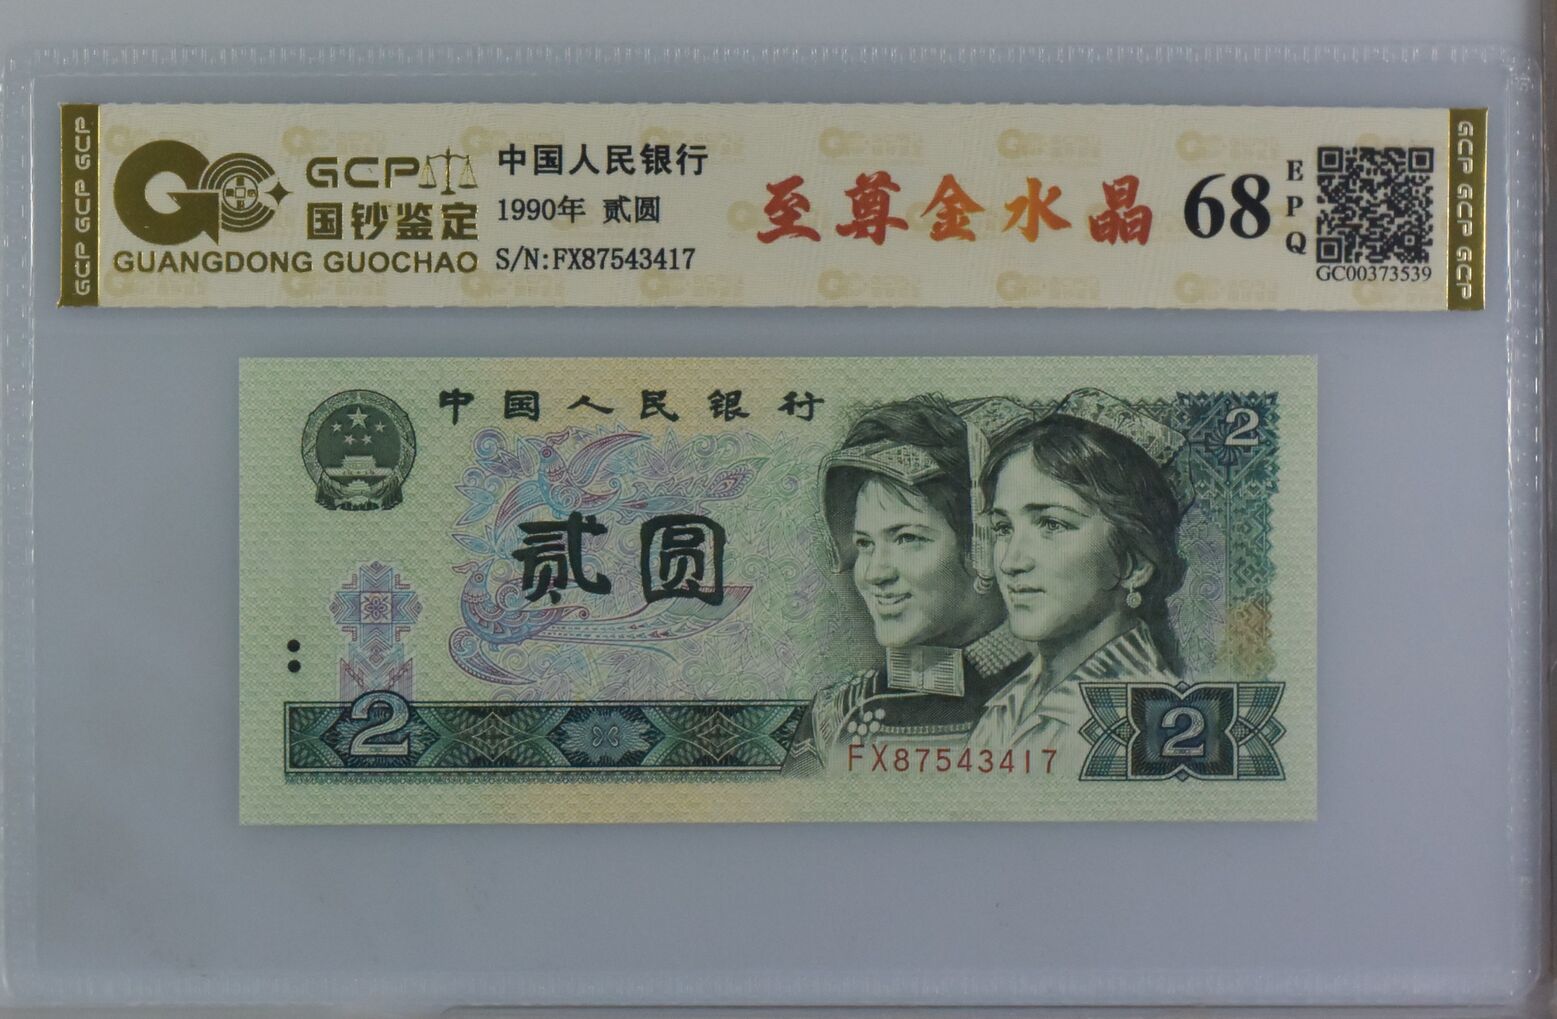 GCP GCP GCP
GCP
国钞鉴定
GUANGDONG GUOCHAO
中国人民银行
1990年 贰圆
S/N:FX87543417
至尊金水晶
68
EPQ
GC00373539
GCP GCP GCP
中国人民银行
2
贰圆
2
FX87543417
2